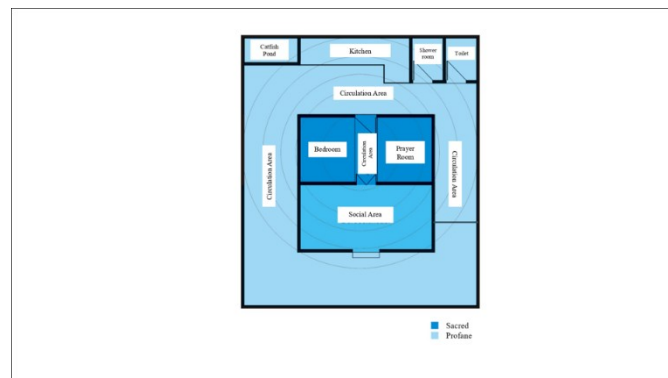 Catfish
Pond
Kitchen
Shower
room
Toilet
Circulation Area
Bedroom
Circulation
Area
Prayer
Room
Circulation Area
Circulation Area
Social Area
Sacred
Profane